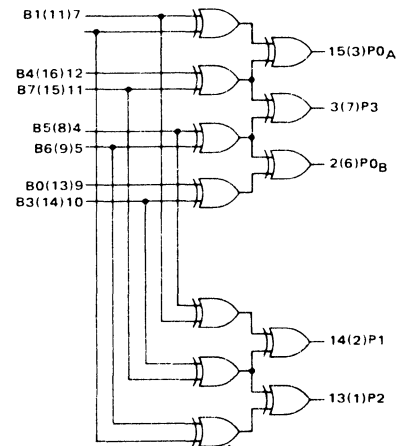 B1(11)7
B4(16)12
B7(15)11
B5(8)4
B6(9)5
B0(13)9
B3(14)10
15(3)P0A
3(7)P3
2(6)P0B
14(2)P1
13(1)P2